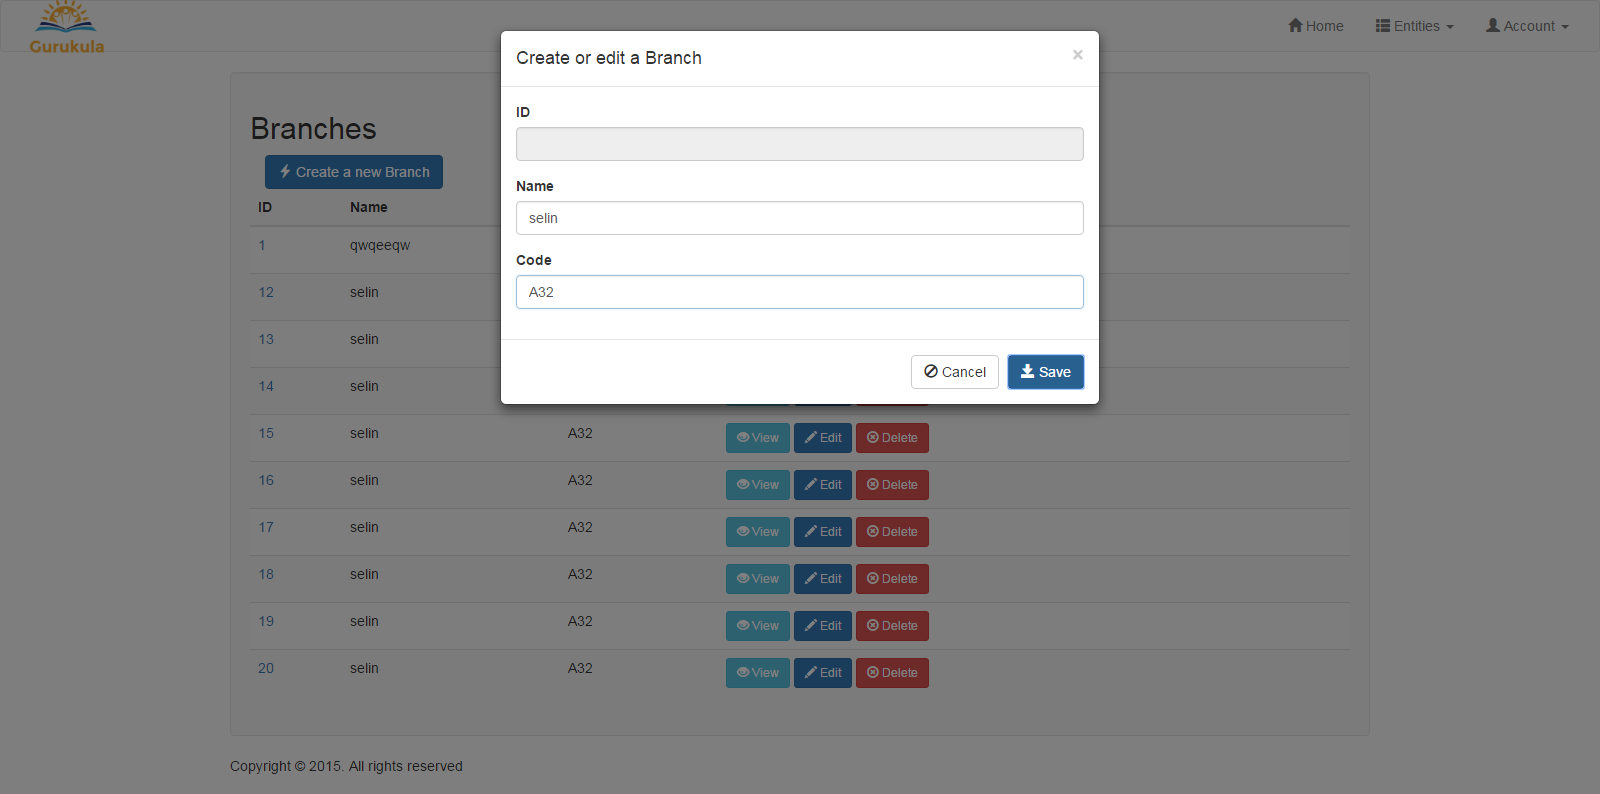 Gurukula
Home Entities Account
Create or edit a Branch ×
ID
Name
selin
Code
A32
Cancel Save
Branches
Create a new Branch
ID Name
1 qwqeeqw
12 selin
13 selin
14 selin
15 selin A32 View Edit Delete
16 selin A32 View Edit Delete
17 selin A32 View Edit Delete
18 selin A32 View Edit Delete
19 selin A32 View Edit Delete
20 selin A32 View Edit Delete
Copyright © 2015. All rights reserved